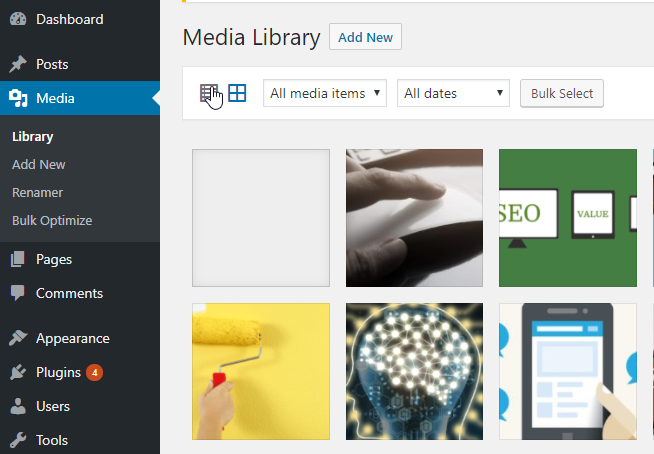 Dashboard
Posts
Media
Library
Add New
Renamer
Bulk Optimize
Pages
Comments
Appearance
Plugins 4
Users
Tools
Media Library Add New
All media items All dates Bulk Select
SEO VALUE